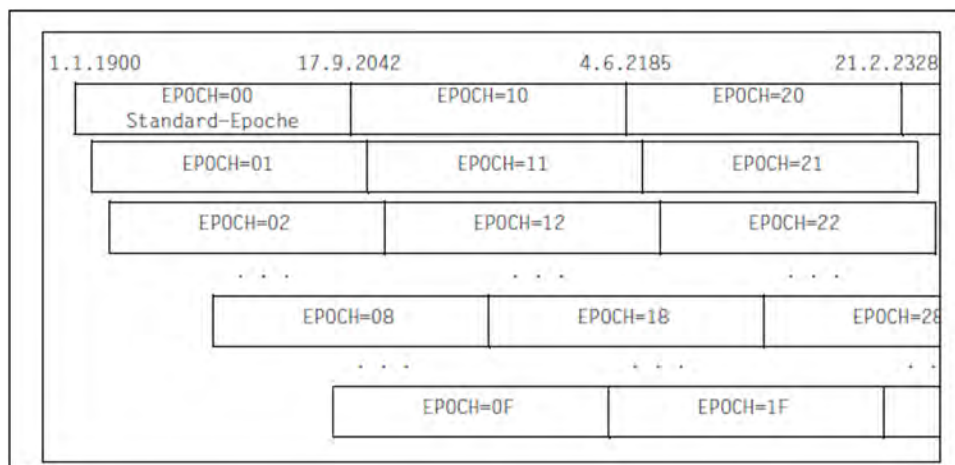 1.1.1900 17.9.2042 4.6.2185 21.2.2328
EPOCH=00 EPOCH=10 EPOCH=20
Standard-Epoche
EPOCH=01 EPOCH=11 EPOCH=21
EPOCH=02 EPOCH=12 EPOCH=22
. . . . . . . . .
EPOCH=08 EPOCH=18 EPOCH=28
. . . . . . . .
EPOCH=0F EPOCH=1F